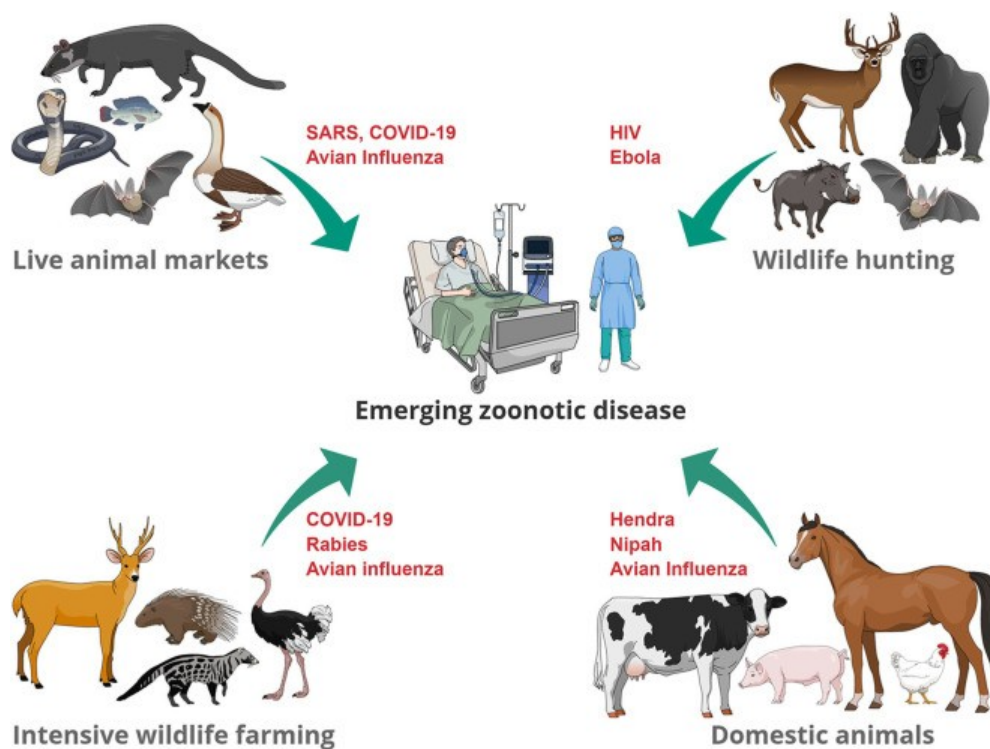 SARS, COVID-19
Avian Influenza
HIV
Ebola
Live animal markets
Wildlife hunting
Emerging zoonotic disease
COVID-19
Rabies
Avian influenza
Hendra
Nipah
Avian Influenza
Intensive wildlife farming
Domestic animals